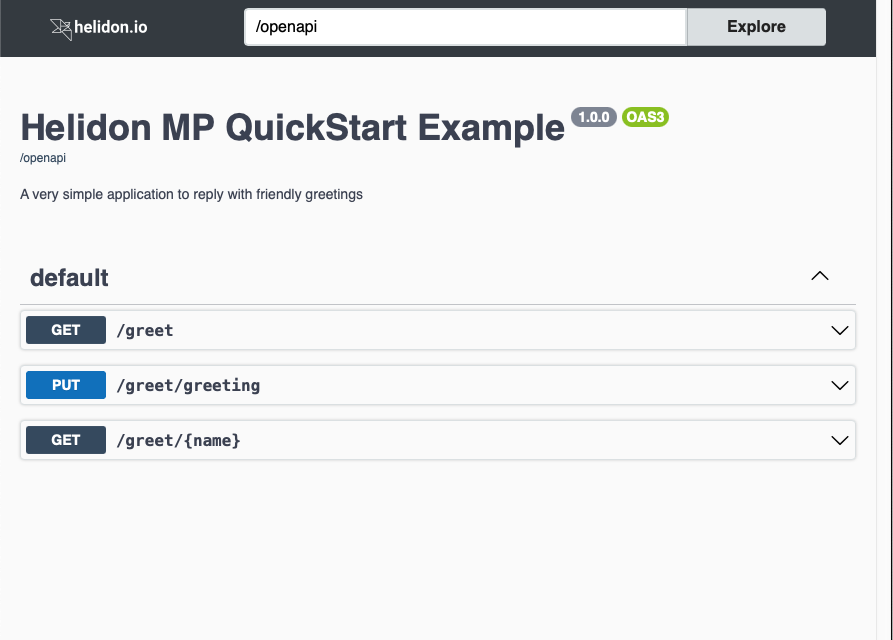 helidon.io
/openapi
Explore
Helidon MP QuickStart Example 1.0.0 OAS3
/openapi
A very simple application to reply with friendly greetings
default
GET /greet
PUT /greet/greeting
GET /greet/{name}